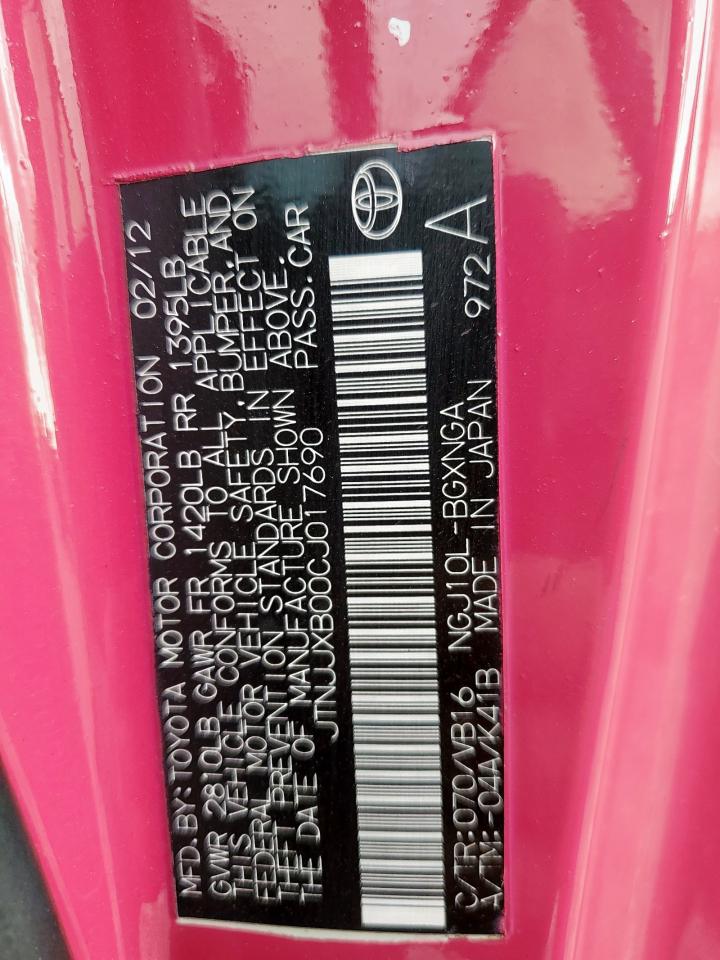 MFD.BY:TOYOTA MOTOR CORPORATION 02/12
GVWR 2810LB GAWR FR 1420LB RR 1395LB
THIS VEHICLE CONFORMS TO ALL APPLICABLE
FEDERAL MOTOR VEHICLE SAFETY,BUMPER,AND
THEFT PREVENTION STANDARDS IN EFFECT ON
THE DATE OF MANUFACTURE SHOWN ABOVE.
JTNJJXB00CJ017690 PASS.CAR
C/TR:070/VB16 NGJ10L-BGXNGA
A/TM:-04A/K41B MADE IN JAPAN 972 A